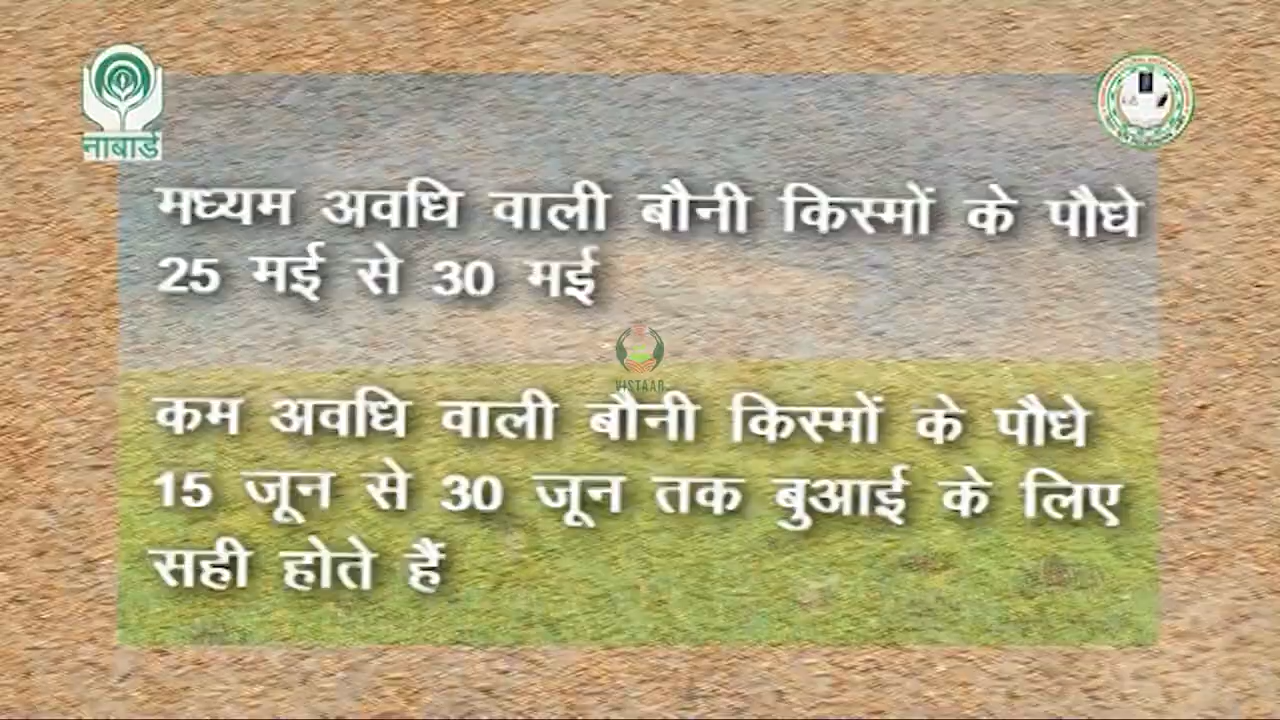 नाबार्ड
मध्यम अवधि वाली बौनी किस्मों के पौधे
25 मई से 30 मई
VISTAAR
कम अवधि वाली बौनी किस्मों के पौधे
15 जून से 30 जून तक बुआई के लिए
सही होते हैं